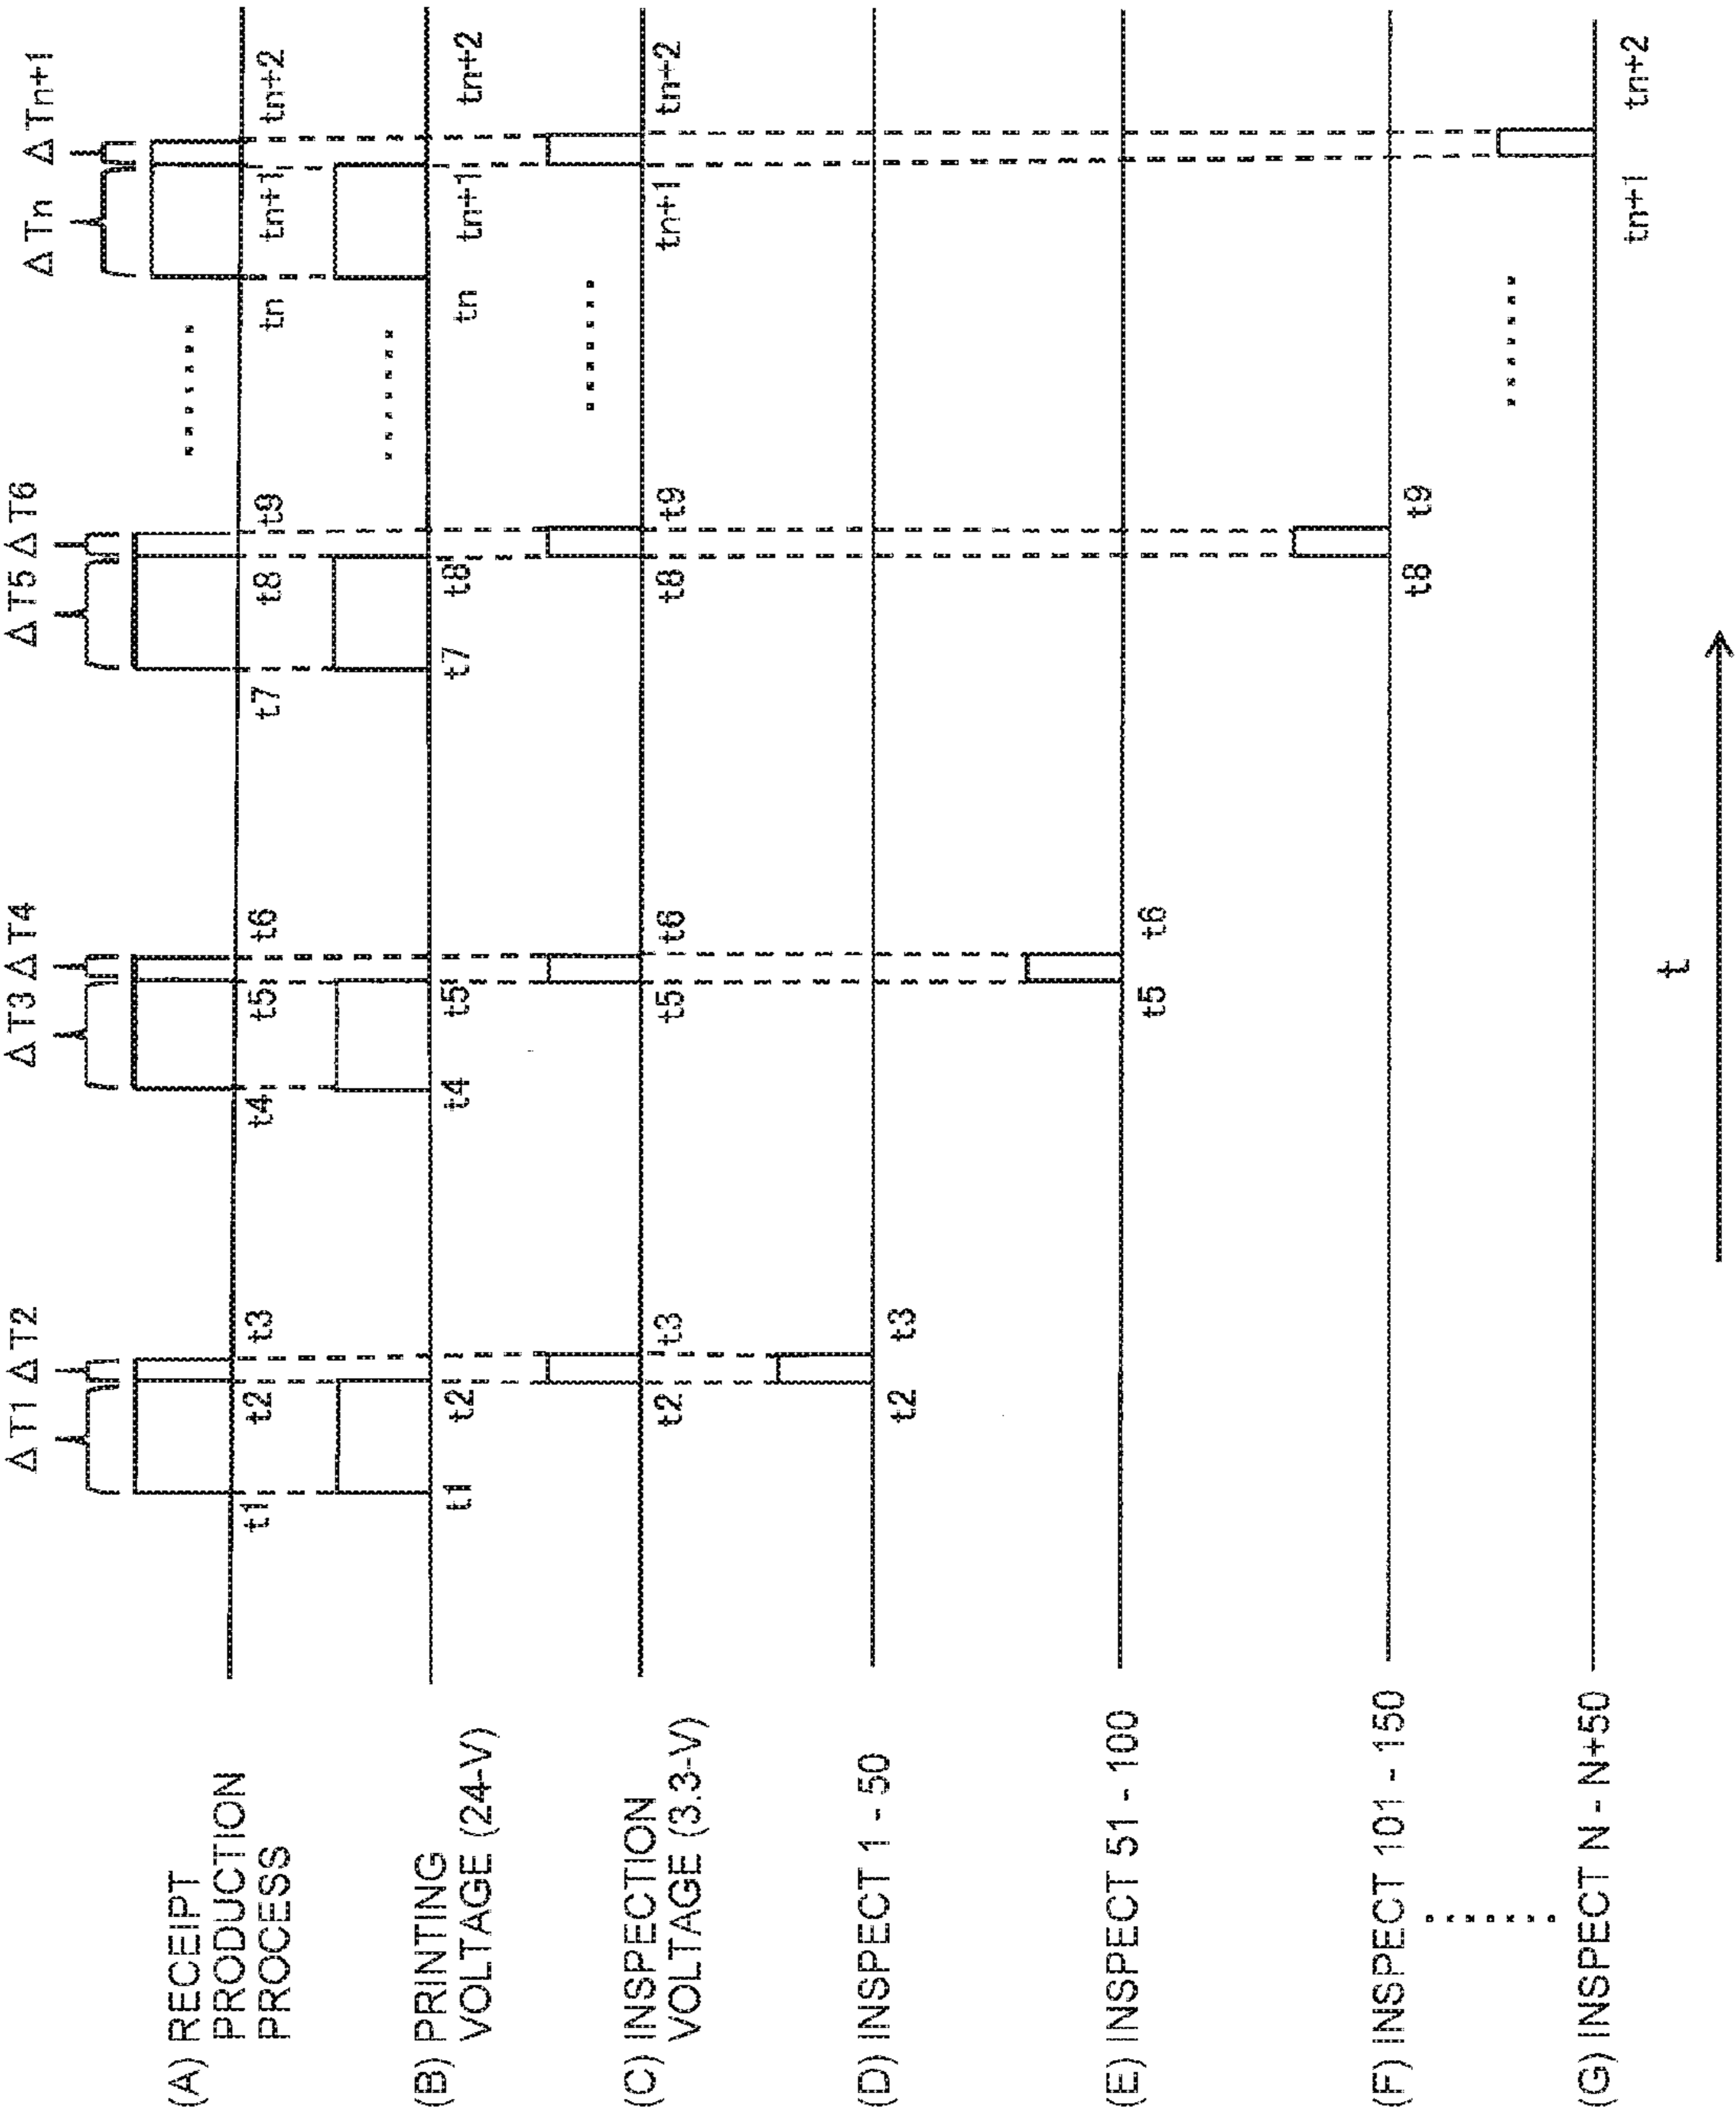 ΔT1 ΔT2 ΔT3 ΔT4 ΔT5 ΔT6 ΔTn ΔTn+1
(A) RECEIPT
PRODUCTION
PROCESS
t1 t2 t3 t4 t5 t6 t7 t8 t9 tn tn+1 tn+2
(B) PRINTING
VOLTAGE (24-V)
t1 t2 t4 t5 t7 t8 tn tn+1 tn+2
(C) INSPECTION
VOLTAGE (3.3-V)
t2 t3 t5 t6 t8 t9 tn+1 tn+2
(D) INSPECT 1 - 50
t2 t3
(E) INSPECT 51 - 100
t5 t6
(F) INSPECT 101 - 150
t8 t9
(G) INSPECT N - N+50
tn+1 tn+2
t